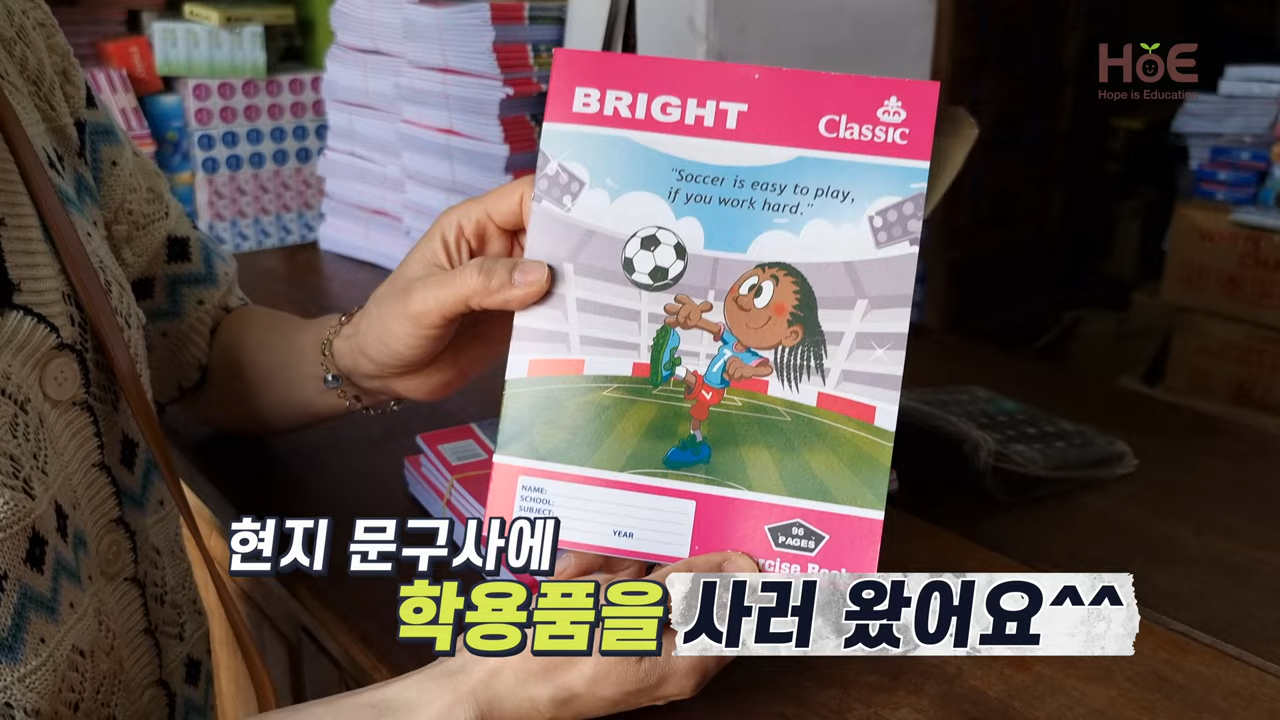 HOE
Hope is Education
BRIGHT
Classic
"Soccer is easy to play,
if you work hard."
7
NAME:
SCHOOL:
SUBJECT:
YEAR
96
PAGES
현지 문구사에
학용품을 사러 왔어요^^